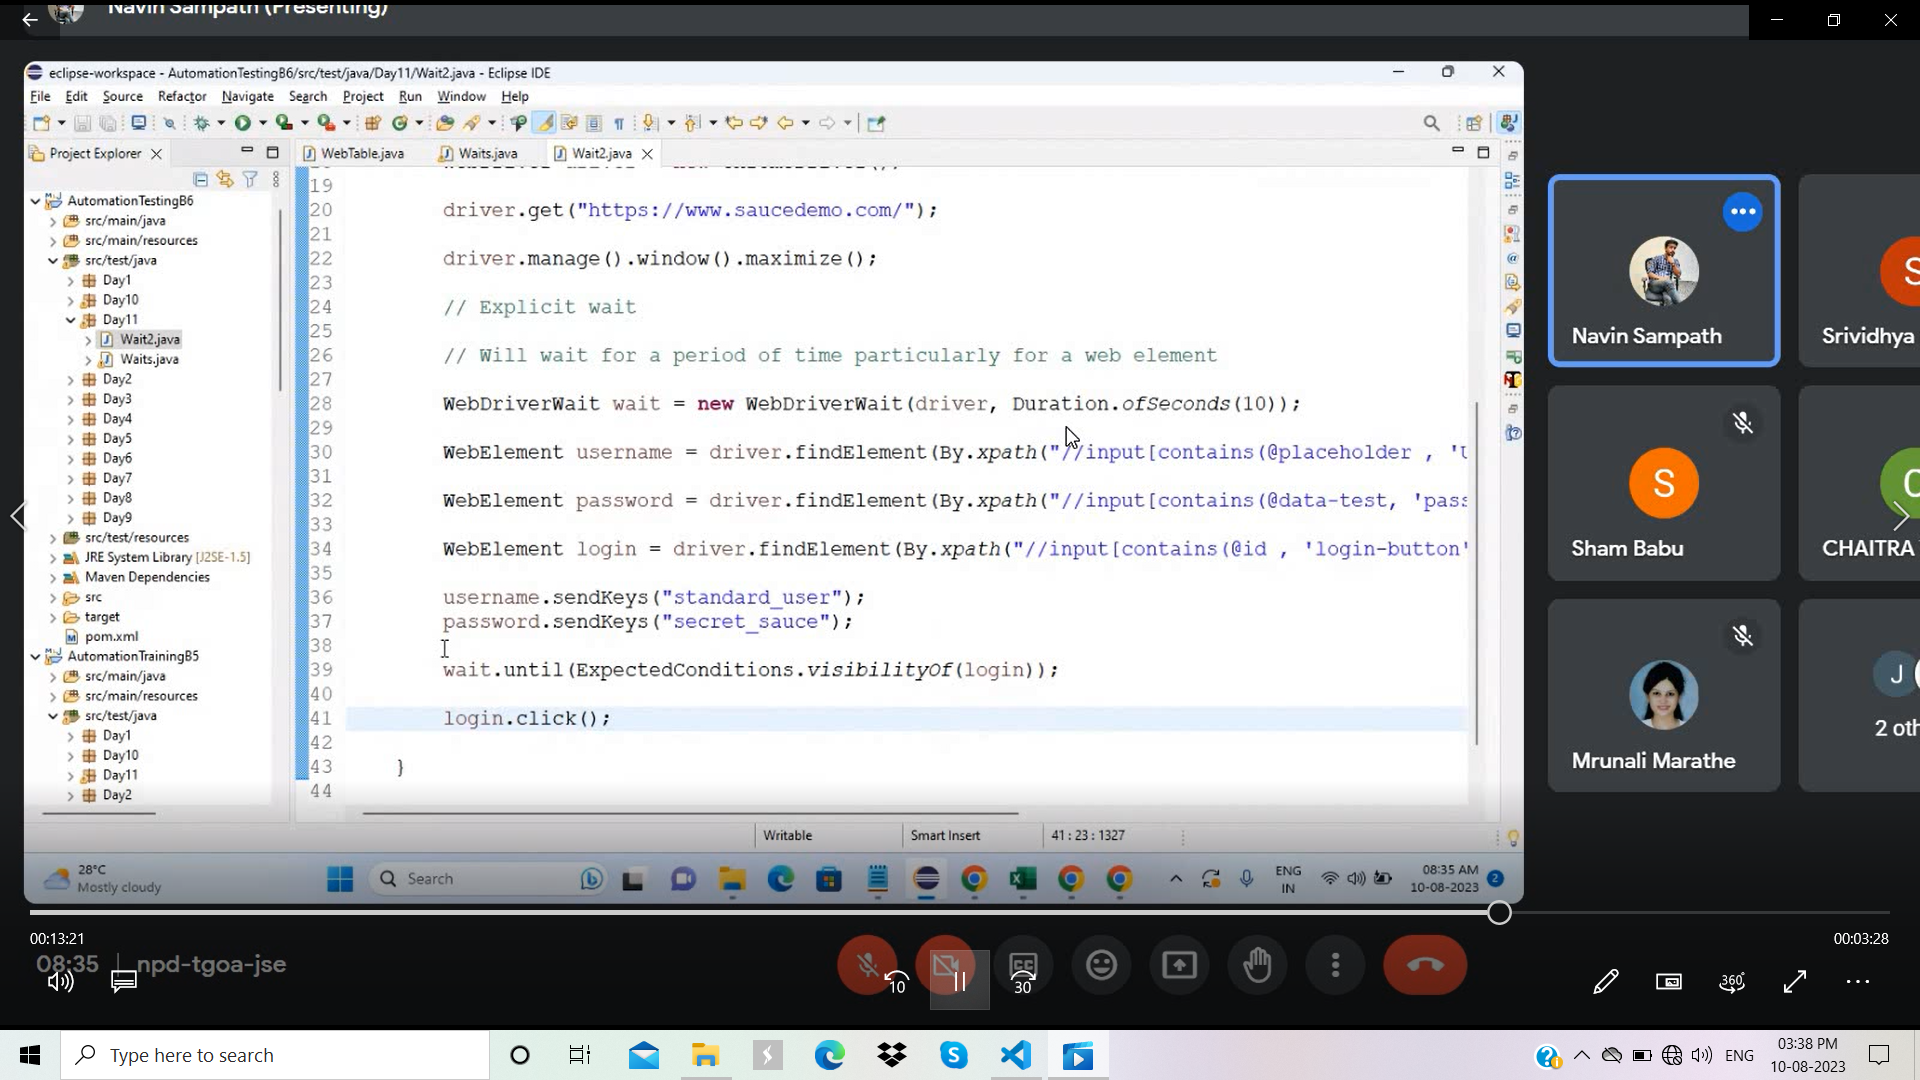 Navin Sampath (Presenting)
eclipse-workspace - AutomationTestingB6/src/test/java/Day11/Wait2.java - Eclipse IDE
File Edit Source Refactor Navigate Search Project Run Window Help
Project Explorer
WebTable.java
Waits.java
Wait2.java
AutomationTestingB6
src/main/java
src/main/resources
src/test/java
Day1
Day10
Day11
Wait2.java
Waits.java
Day2
Day3
Day4
Day5
Day6
Day7
Day8
Day9
src/test/resources
JRE System Library [J2SE-1.5]
Maven Dependencies
src
target
pom.xml
AutomationTrainingB5
src/main/java
src/main/resources
src/test/java
Day1
Day10
Day11
Day2
19
20 driver.get("https://www.saucedemo.com/");
21
22 driver.manage().window().maximize();
23
24 // Explicit wait
25
26 // Will wait for a period of time particularly for a web element
27
28 WebDriverWait wait = new WebDriverWait(driver, Duration.ofSeconds(10));
29
30 WebElement username = driver.findElement(By.xpath("//input[contains(@placeholder , 'U
31
32 WebElement password = driver.findElement(By.xpath("//input[contains(@data-test, 'pass
33
34 WebElement login = driver.findElement(By.xpath("//input[contains(@id , 'login-button'
35
36 username.sendKeys("standard_user");
37 password.sendKeys("secret_sauce");
38
39 wait.until(ExpectedConditions.visibilityOf(login));
40
41 login.click();
42
43 }
44
Writable
Smart Insert
41 : 23 : 1327
28°C
Mostly cloudy
Search
ENG
IN
08:35 AM
10-08-2023
2
Navin Sampath
S
Srividhya
S
Sham Babu
C
CHAITRA
Mrunali Marathe
J
2 oth
00:13:21
00:03:28
08:35 | npd-tgoa-jse
CC
10
30
360°
Type here to search
ENG
03:38 PM
10-08-2023